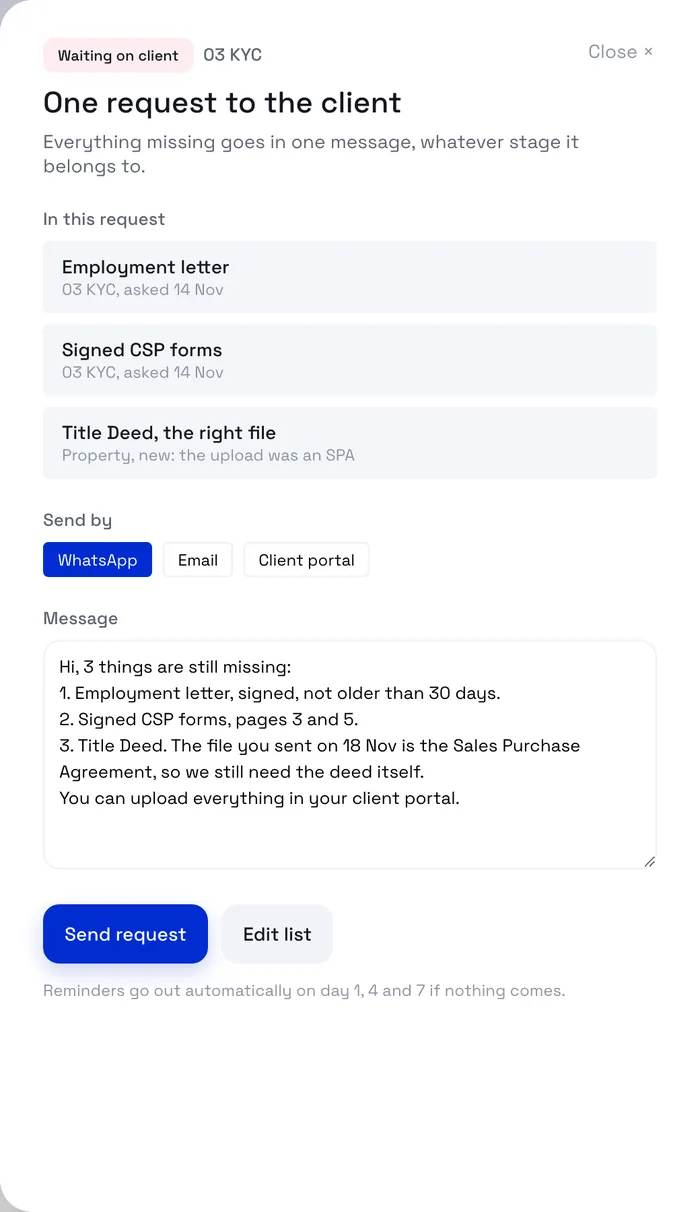 Waiting on client 03 KYC Close ×
One request to the client
Everything missing goes in one message, whatever stage it
belongs to.
In this request
Employment letter
03 KYC, asked 14 Nov
Signed CSP forms
03 KYC, asked 14 Nov
Title Deed, the right file
Property, new: the upload was an SPA
Send by
WhatsApp Email Client portal
Message
Hi, 3 things are still missing:
1. Employment letter, signed, not older than 30 days.
2. Signed CSP forms, pages 3 and 5.
3. Title Deed. The file you sent on 18 Nov is the Sales Purchase
Agreement, so we still need the deed itself.
You can upload everything in your client portal.
Send request Edit list
Reminders go out automatically on day 1, 4 and 7 if nothing comes.